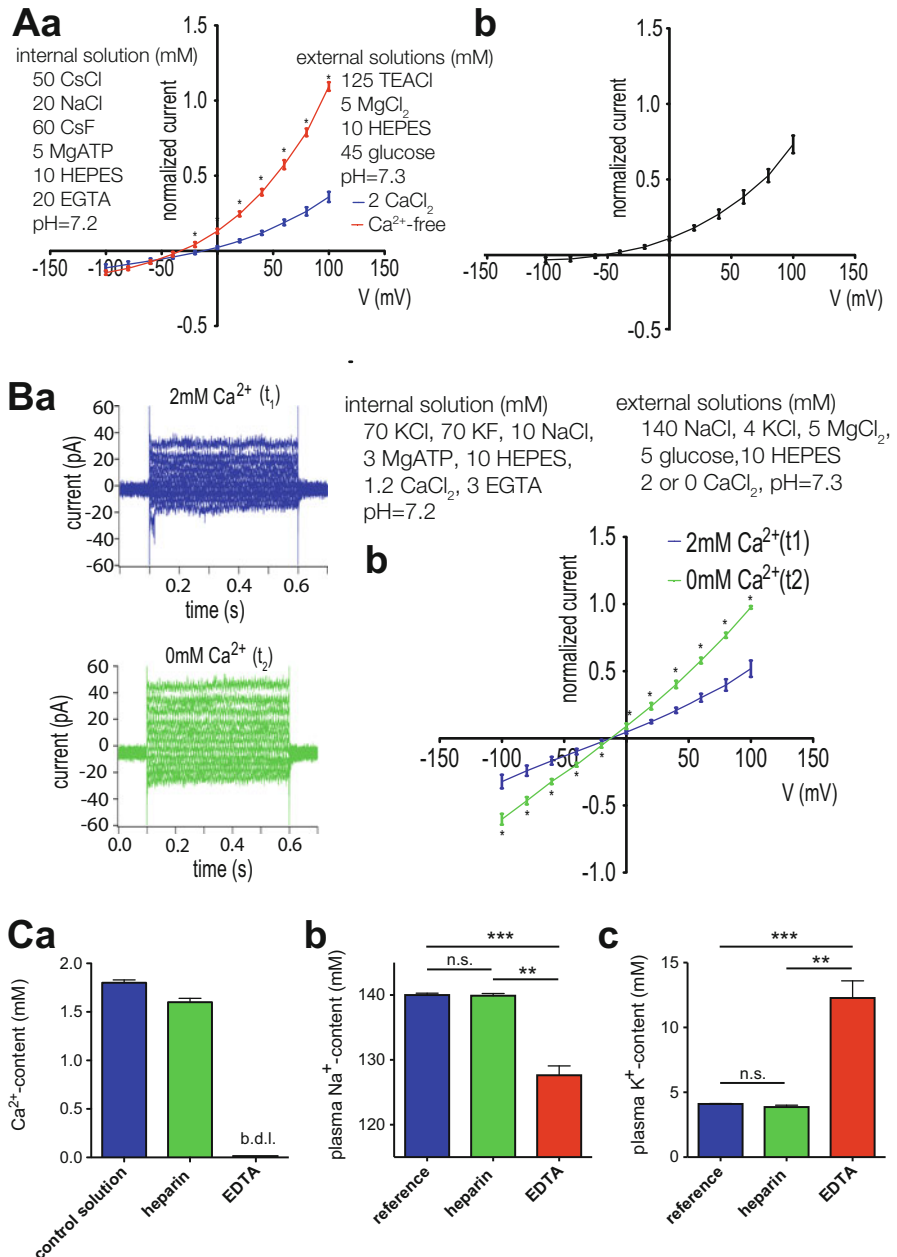 Aa
internal solution (mM)
50 CsCl
20 NaCl
60 CsF
5 MgATP
10 HEPES
20 EGTA
pH=7.2
normalized current
1.5
1.0
0.5
-0.5
-150
-100
-50
0
50
100
150
V (mV)
external solutions (mM)
125 TEACl
5 MgCl₂
10 HEPES
45 glucose
pH=7.3
2 CaCl₂
Ca²⁺-free
* * * * * * * *
b
normalized current
1.5
1.0
0.5
-0.5
-150
-100
-50
0
50
100
150
V (mV)
-
Ba
2mM Ca²⁺ (t₁)
current (pA)
60
40
20
0
-20
-40
-60
0.2
0.4
0.6
time (s)
0mM Ca²⁺ (t₂)
current (pA)
60
40
20
0
-20
-40
-60
0.0
0.2
0.4
0.6
time (s)
internal solution (mM)
70 KCl, 70 KF, 10 NaCl,
3 MgATP, 10 HEPES,
1.2 CaCl₂, 3 EGTA
pH=7.2
external solutions (mM)
140 NaCl, 4 KCl, 5 MgCl₂,
5 glucose,10 HEPES
2 or 0 CaCl₂, pH=7.3
b
normalized current
1.5
1.0
0.5
-0.5
-1.0
-150
-100
-50
0
50
100
150
V (mV)
2mM Ca²⁺(t1)
0mM Ca²⁺(t2)
* * * * * * * * * * *
Ca
Ca²⁺-content (mM)
2.0
1.5
1.0
0.5
0.0
b.d.l.
control solution
heparin
EDTA
b
plasma Na⁺-content (mM)
140
130
120
***
n.s.
**
reference
heparin
EDTA
c
plasma K⁺-content (mM)
15
10
5
0
***
**
n.s.
reference
heparin
EDTA